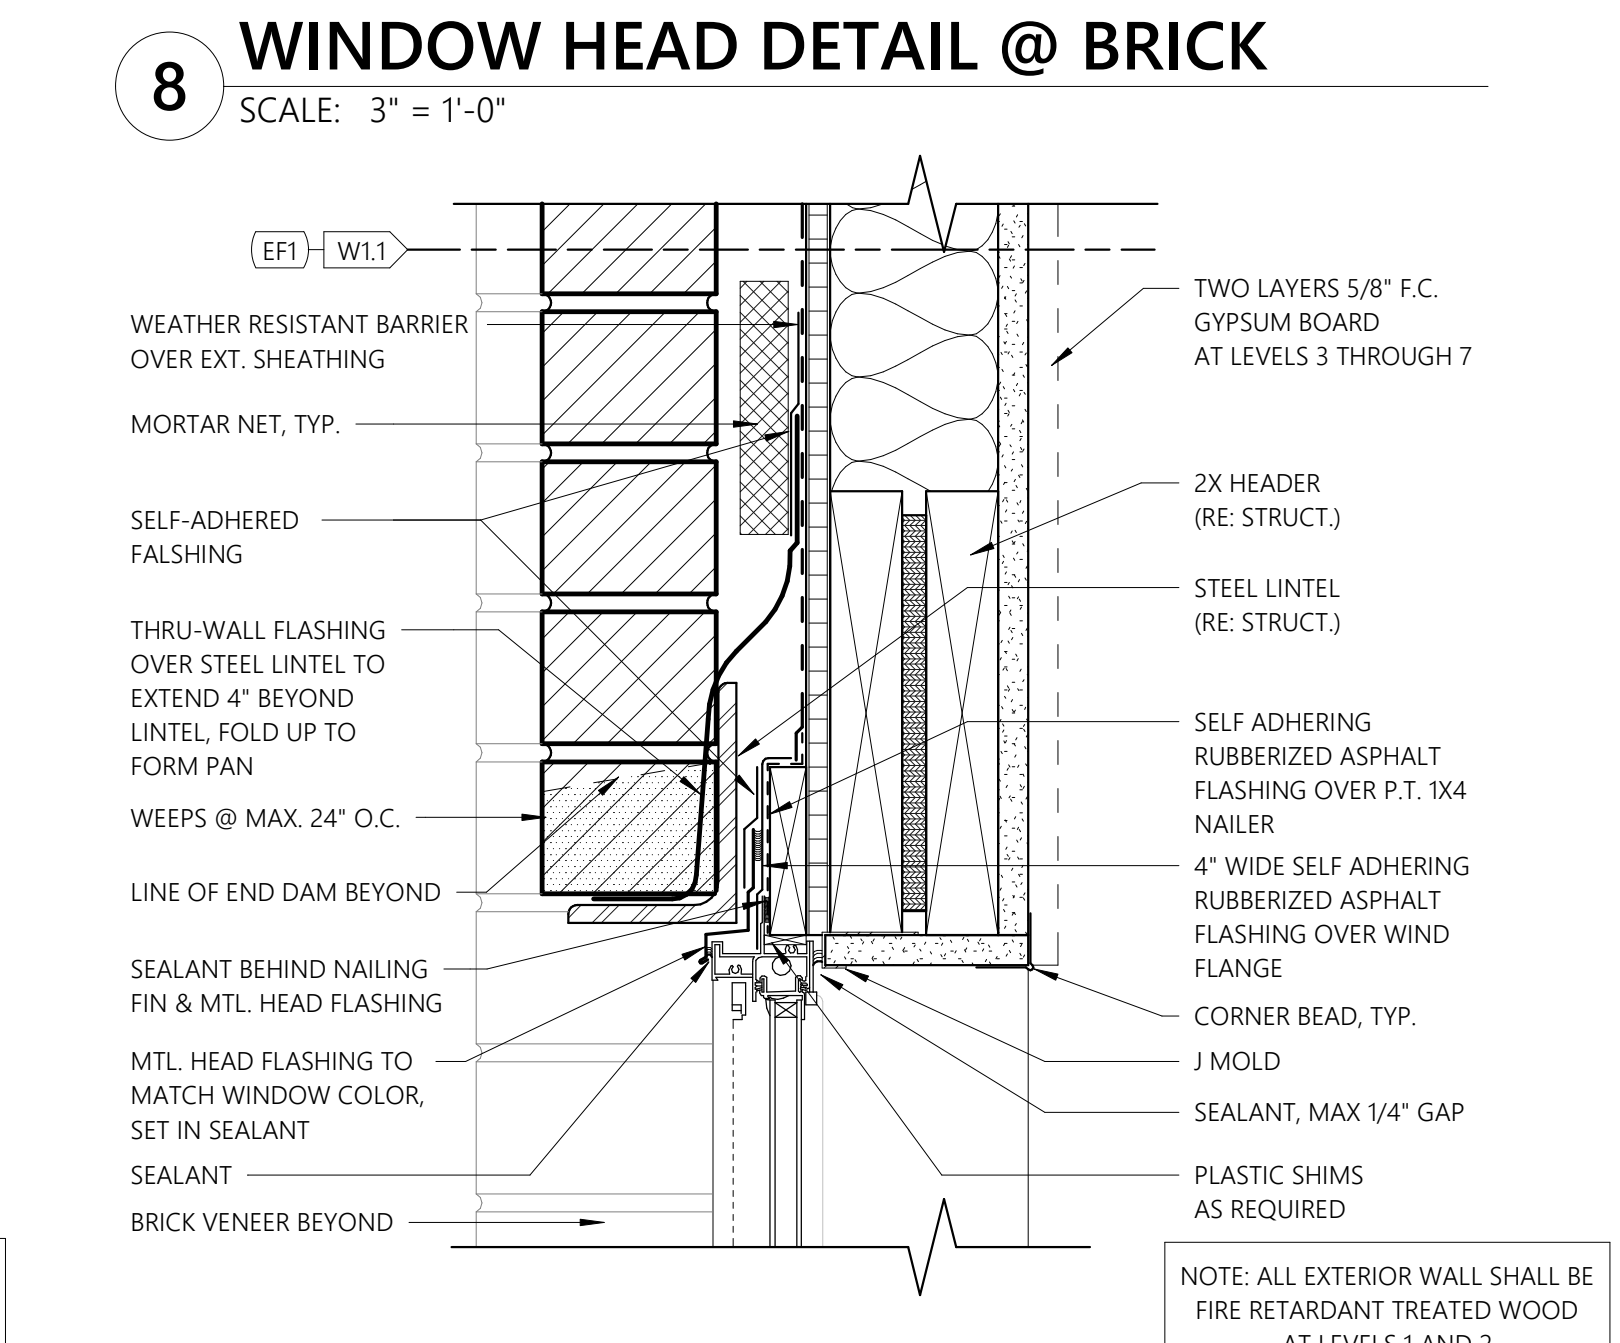 8
WINDOW HEAD DETAIL @ BRICK
SCALE: 3" = 1'-0"
EF1
W1.1
WEATHER RESISTANT BARRIER
OVER EXT. SHEATHING
MORTAR NET, TYP.
SELF-ADHERED
FALSHING
THRU-WALL FLASHING
OVER STEEL LINTEL TO
EXTEND 4" BEYOND
LINTEL, FOLD UP TO
FORM PAN
WEEPS @ MAX. 24" O.C.
LINE OF END DAM BEYOND
SEALANT BEHIND NAILING
FIN & MTL. HEAD FLASHING
MTL. HEAD FLASHING TO
MATCH WINDOW COLOR,
SET IN SEALANT
SEALANT
BRICK VENEER BEYOND
TWO LAYERS 5/8" F.C.
GYPSUM BOARD
AT LEVELS 3 THROUGH 7
2X HEADER
(RE: STRUCT.)
STEEL LINTEL
(RE: STRUCT.)
SELF ADHERING
RUBBERIZED ASPHALT
FLASHING OVER P.T. 1X4
NAILER
4" WIDE SELF ADHERING
RUBBERIZED ASPHALT
FLASHING OVER WIND
FLANGE
CORNER BEAD, TYP.
J MOLD
SEALANT, MAX 1/4" GAP
PLASTIC SHIMS
AS REQUIRED
NOTE: ALL EXTERIOR WALL SHALL BE
FIRE RETARDANT TREATED WOOD
AT LEVELS 1 AND 2